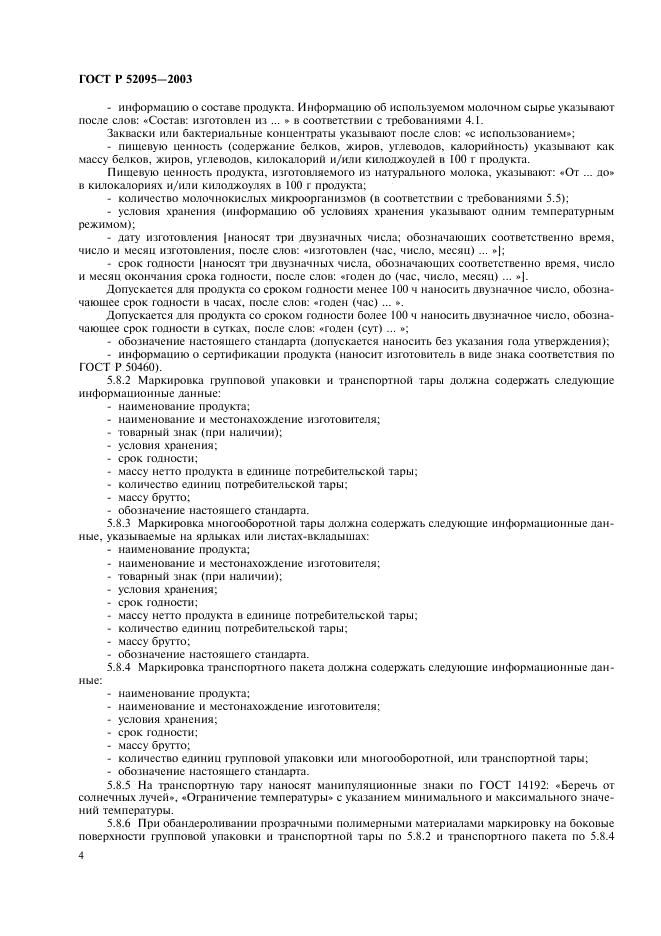 ГОСТ Р 52095—2003
- информацию о составе продукта. Информацию об используемом молочном сырье указывают
после слов: «Состав: изготовлен из ... » в соответствии с требованиями 4.1.
Закваски или бактериальные концентраты указывают после слов: «с использованием»;
- пищевую ценность (содержание белков, жиров, углеводов, калорийность) указывают как
массу белков, жиров, углеводов, килокалорий и/или килоджоулей в 100 г продукта.
Пищевую ценность продукта, изготовляемого из натурального молока, указывают: «От ... до»
в килокалориях и/или килоджоулях в 100 г продукта;
- количество молочнокислых микроорганизмов (в соответствии с требованиями 5.5);
- условия хранения (информацию об условиях хранения указывают одним температурным
режимом);
- дату изготовления [наносят три двузначных числа; обозначающих соответственно время,
число и месяц изготовления, после слов: «изготовлен (час, число, месяц) ... »];
- срок годности [наносят три двузначных числа, обозначающих соответственно время, число
и месяц окончания срока годности, после слов: «годен до (час, число, месяц) ... »].
Допускается для продукта со сроком годности менее 100 ч наносить двузначное число, обозна-
чающее срок годности в часах, после слов: «годен (час) ... ».
Допускается для продукта со сроком годности более 100 ч наносить двузначное число, обозна-
чающее срок годности в сутках, после слов: «годен (сут) ... »;
- обозначение настоящего стандарта (допускается наносить без указания года утверждения);
- информацию о сертификации продукта (наносит изготовитель в виде знака соответствия по
ГОСТ Р 50460).
5.8.2 Маркировка групповой упаковки и транспортной тары должна содержать следующие
информационные данные:
- наименование продукта;
- наименование и местонахождение изготовителя;
- товарный знак (при наличии);
- условия хранения;
- срок годности;
- массу нетто продукта в единице потребительской тары;
- количество единиц потребительской тары;
- массу брутто;
- обозначение настоящего стандарта.
5.8.3 Маркировка многооборотной тары должна содержать следующие информационные дан-
ные, указываемые на ярлыках или листах-вкладышах:
- наименование продукта;
- наименование и местонахождение изготовителя;
- товарный знак (при наличии);
- условия хранения;
- срок годности;
- массу нетто продукта в единице потребительской тары;
- количество единиц потребительской тары;
- массу брутто;
- обозначение настоящего стандарта.
5.8.4 Маркировка транспортного пакета должна содержать следующие информационные дан-
ные:
- наименование продукта;
- наименование и местонахождение изготовителя;
- условия хранения;
- срок годности;
- массу брутто;
- количество единиц групповой упаковки или многооборотной, или транспортной тары;
- обозначение настоящего стандарта.
5.8.5 На транспортную тару наносят манипуляционные знаки по ГОСТ 14192: «Беречь от
солнечных лучей», «Ограничение температуры» с указанием минимального и максимального значе-
ний температуры.
5.8.6 При обандероливании прозрачными полимерными материалами маркировку на боковые
поверхности групповой упаковки и транспортной тары по 5.8.2 и транспортного пакета по 5.8.4
4